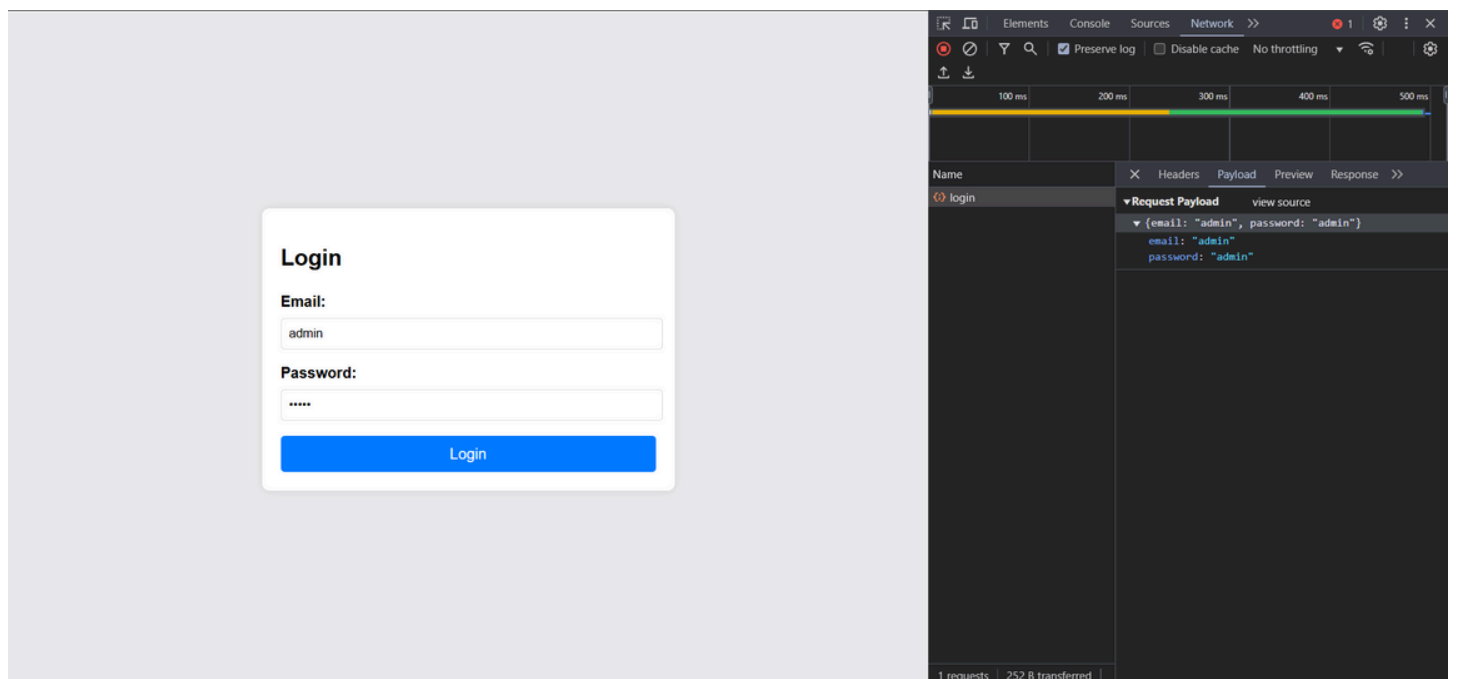 Elements Console Sources Network
1
Preserve log Disable cache No throttling
100 ms 200 ms 300 ms 400 ms 500 ms
Name
Headers Payload Preview Response
login
Request Payload view source
{email: "admin", password: "admin"}
email: "admin"
password: "admin"
Login
Email:
admin
Password:
•••••
Login
1 requests 252 B transferred